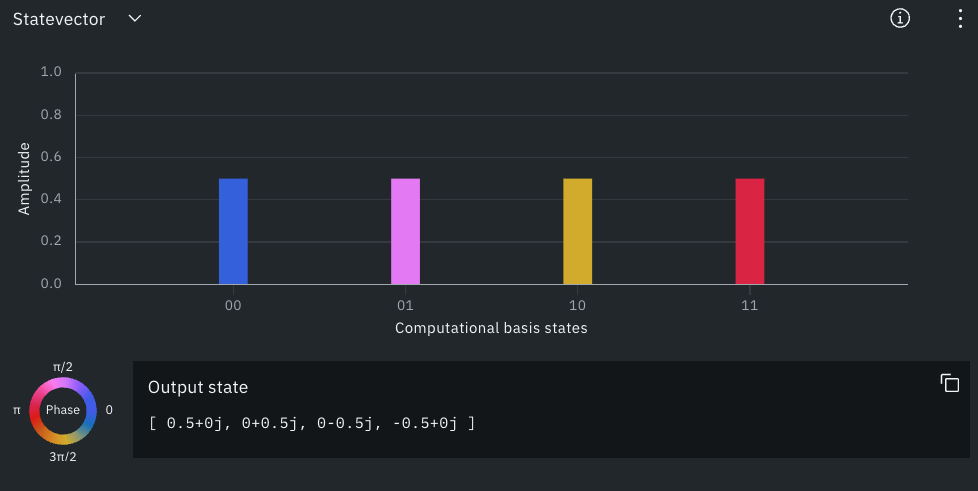 Statevector
1.0
0.8
0.6
0.4
0.2
0.0
Amplitude
00 01 10 11
Computational basis states
π/2
π Phase 0
3π/2
Output state
[ 0.5+0j, 0+0.5j, 0-0.5j, -0.5+0j ]